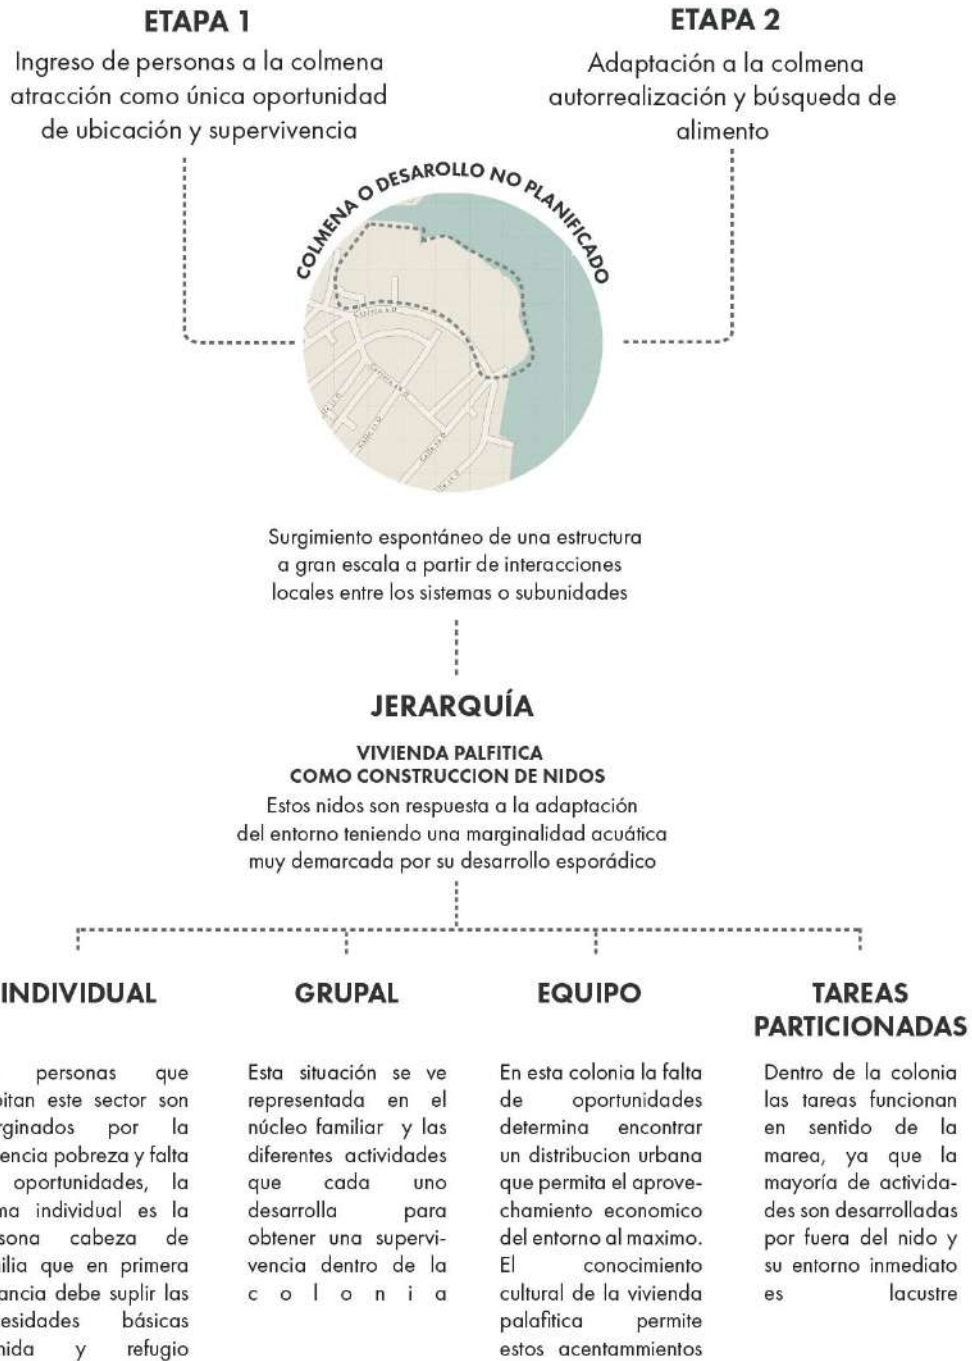 ETAPA 1
Ingreso de personas a la colmena
atracción como única oportunidad
de ubicación y supervivencia
ETAPA 2
Adaptación a la colmena
autorrealización y búsqueda de
alimento
COLMENA O DESAROLLO NO PLANIFICADO
Surgimiento espontáneo de una estructura
a gran escala a partir de interacciones
locales entre los sistemas o subunidades
JERARQUÍA
VIVIENDA PALFITICA
COMO CONSTRUCCION DE NIDOS
Estos nidos son respuesta a la adaptación
del entorno teniendo una marginalidad acuática
muy demarcada por su desarrollo esporádico
INDIVIDUAL
personas que
este sector son
por la
pobreza y falta
oportunidades, la
individual es la
cabeza de
que en primera
debe suplir las
básicas
y refugio
GRUPAL
Esta situación se ve
representada en el
núcleo familiar y las
diferentes actividades
que cada uno
desarrolla para
obtener una supervi-
vencia dentro de la
c o l o n i a
EQUIPO
En esta colonia la falta
de oportunidades
determina encontrar
un distribucion urbana
que permita el aprove-
chamiento economico
del entorno al maximo.
El conocimiento
cultural de la vivienda
palafitica permite
estos acentammientos
TAREAS
PARTICIONADAS
Dentro de la colonia
las tareas funcionan
en sentido de la
marea, ya que la
mayoría de activida-
des son desarrolladas
por fuera del nido y
su entorno inmediato
es lacustre